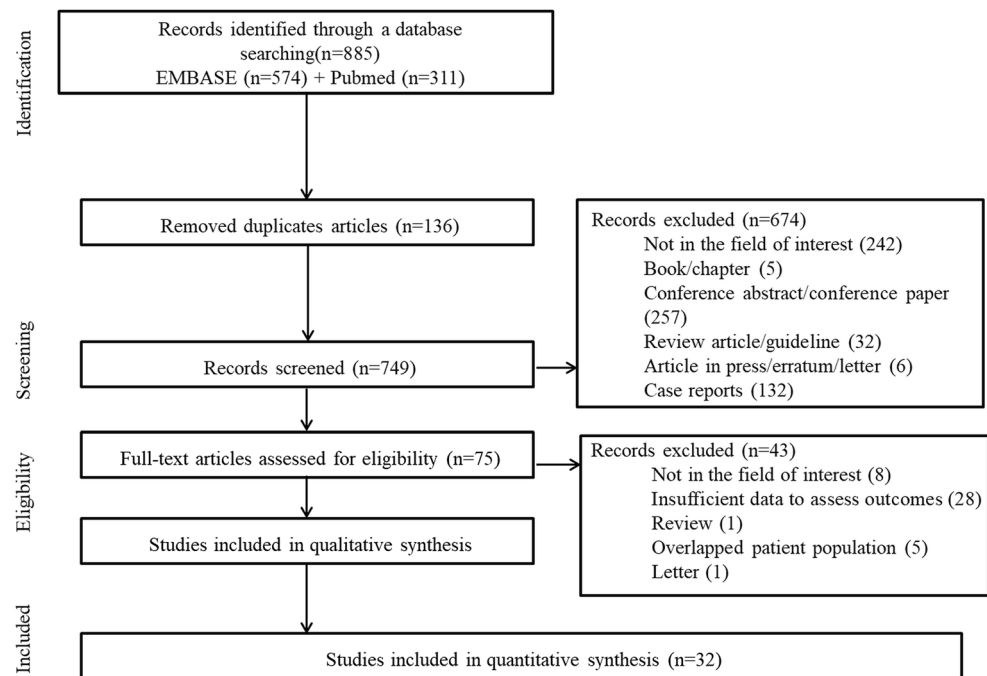 Identification
Records identified through a database
searching(n=885)
EMBASE (n=574) + Pubmed (n=311)
Removed duplicates articles (n=136)
Screening
Records screened (n=749)
Records excluded (n=674)
Not in the field of interest (242)
Book/chapter (5)
Conference abstract/conference paper
(257)
Review article/guideline (32)
Article in press/erratum/letter (6)
Case reports (132)
Eligibility
Full-text articles assessed for eligibility (n=75)
Records excluded (n=43)
Not in the field of interest (8)
Insufficient data to assess outcomes (28)
Review (1)
Overlapped patient population (5)
Letter (1)
Studies included in qualitative synthesis
Included
Studies included in quantitative synthesis (n=32)